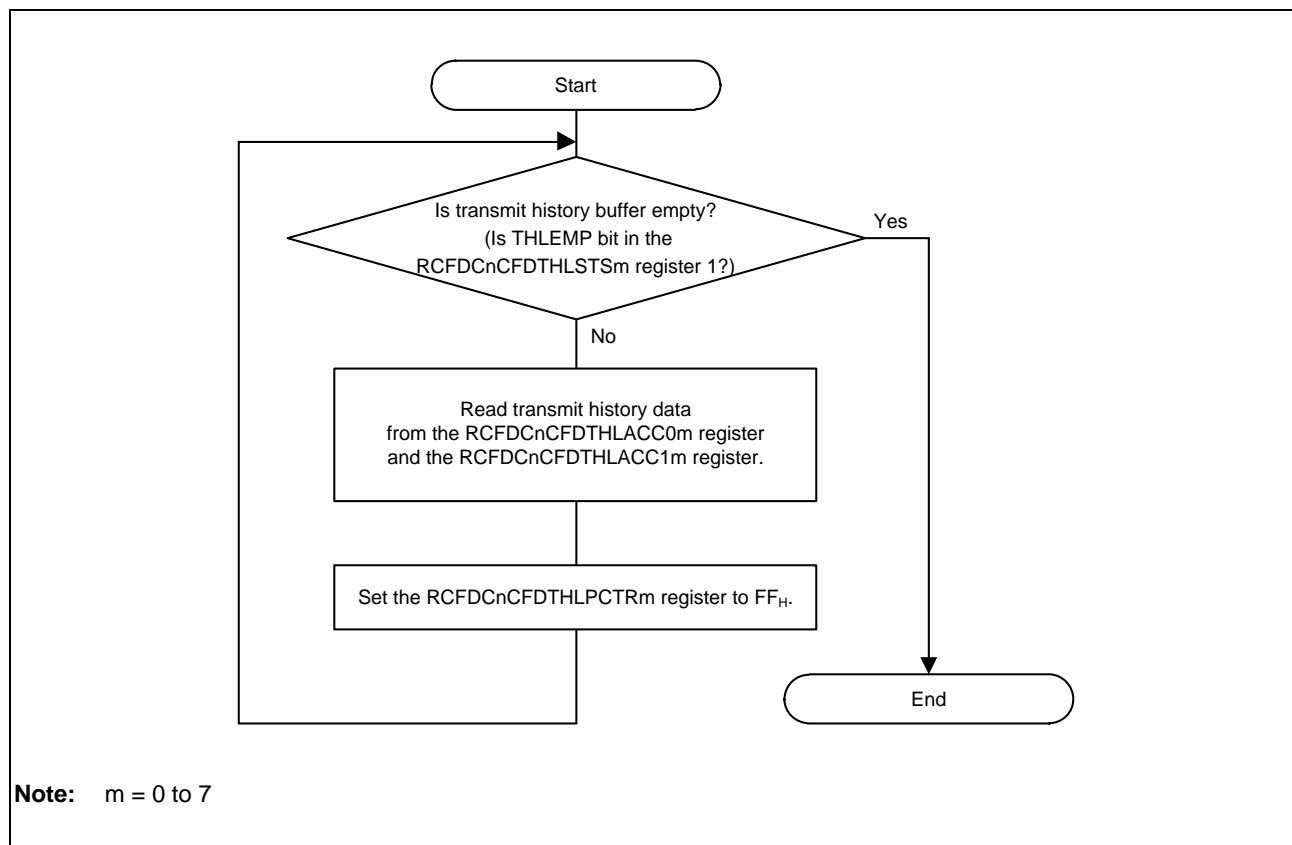 Start
Is transmit history buffer empty?
(Is THLEMP bit in the
RCFDCnCFDTHLSTSm register 1?)
Yes
No
Read transmit history data
from the RCFDCnCFDTHLACC0m register
and the RCFDCnCFDTHLACC1m register.
Set the RCFDCnCFDTHLPCTRm register to FFH.
End
Note: m = 0 to 7